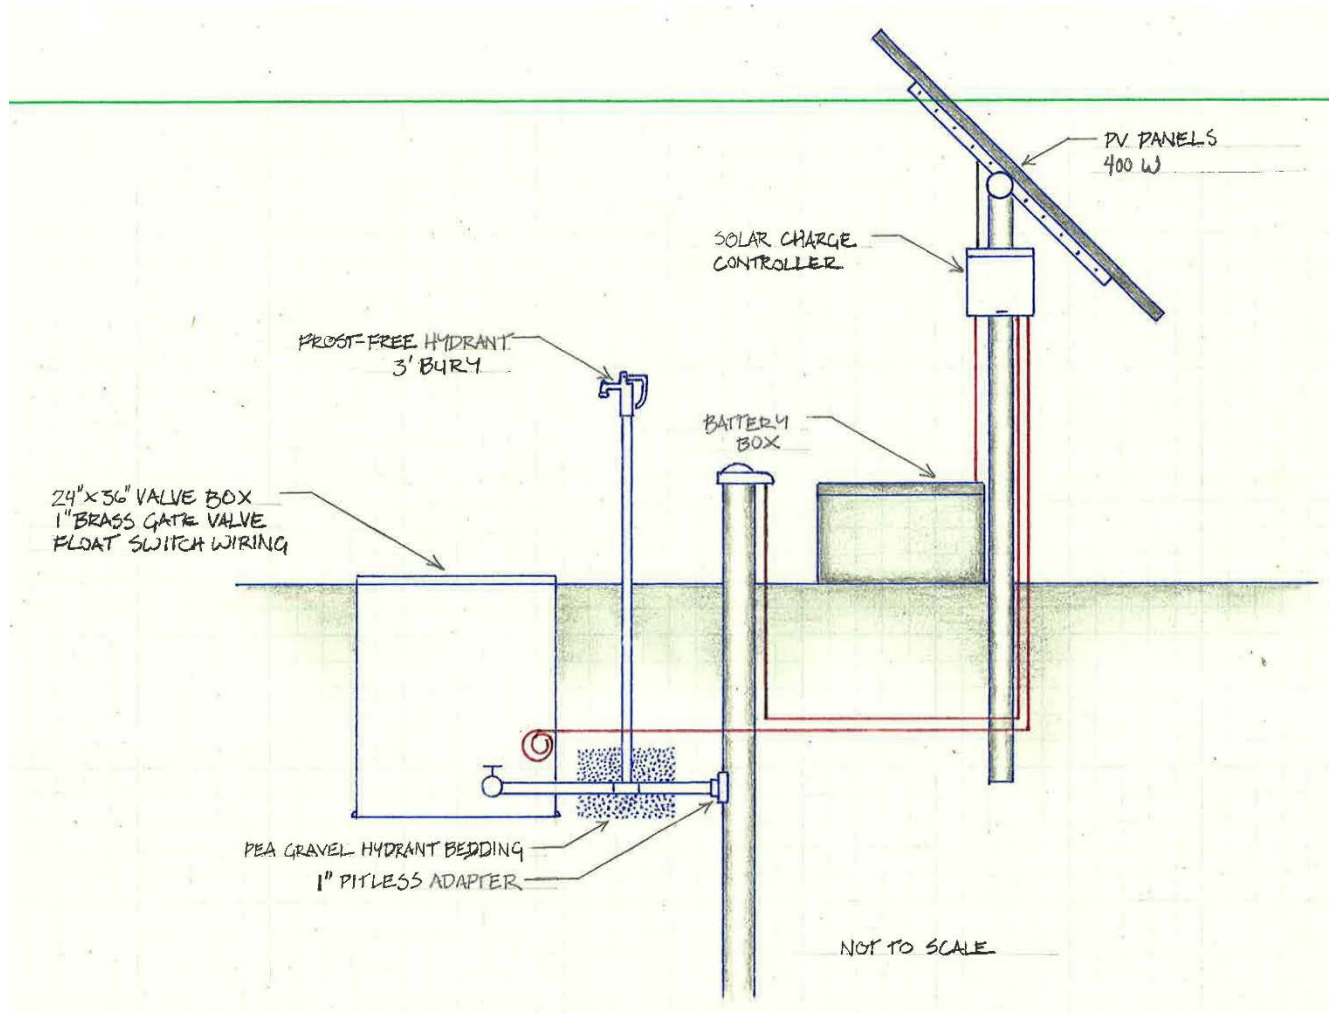 PV PANELS
400 W
SOLAR CHARGE
CONTROLLER
FROST-FREE HYDRANT
3' BURY
BATTERY
BOX
24"x36" VALVE BOX
1" BRASS GATE VALVE
FLOAT SWITCH WIRING
PEA GRAVEL HYDRANT BEDDING
1" PITLESS ADAPTER
NOT TO SCALE